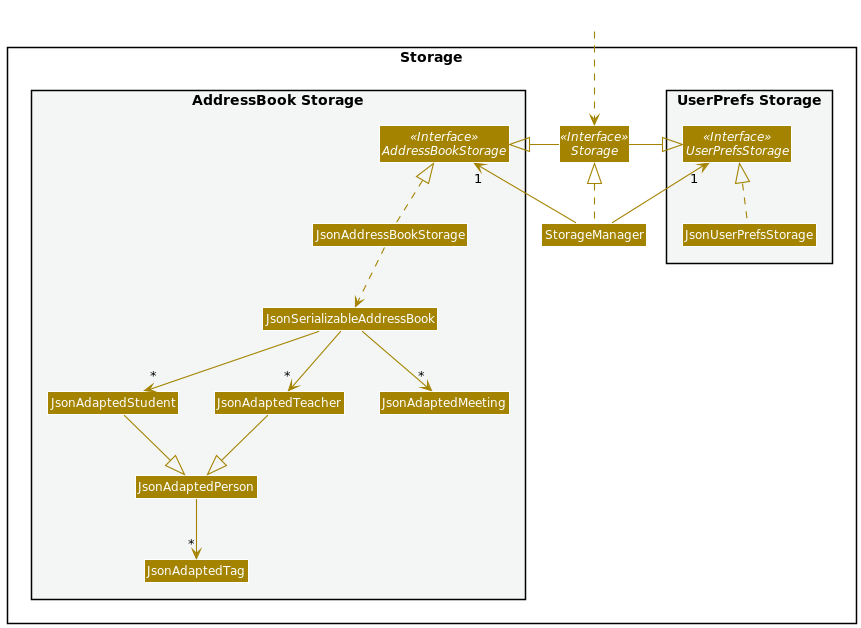 Storage
AddressBook Storage
UserPrefs Storage
«Interface»
AddressBookStorage
«Interface»
Storage
«Interface»
UserPrefsStorage
1
1
JsonAddressBookStorage
StorageManager
JsonUserPrefsStorage
JsonSerializableAddressBook
*
*
*
JsonAdaptedStudent
JsonAdaptedTeacher
JsonAdaptedMeeting
JsonAdaptedPerson
*
JsonAdaptedTag